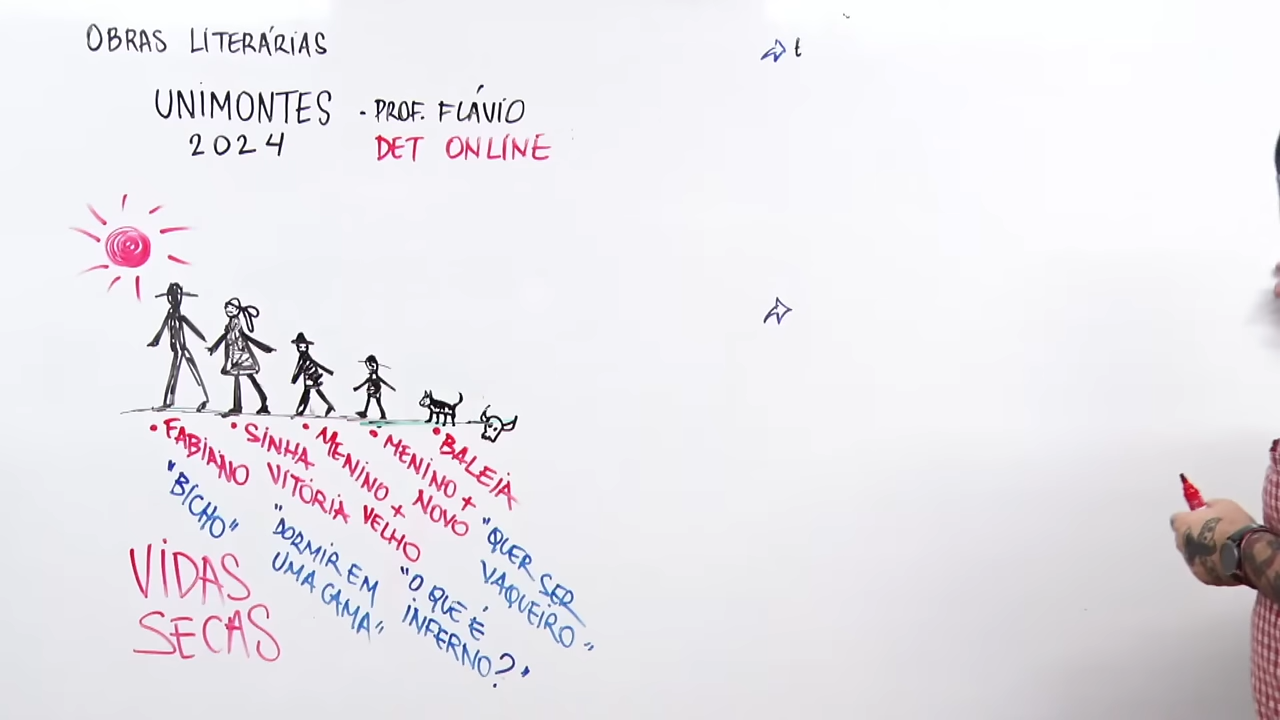 OBRAS LITERÁRIAS
UNIMONTES
2024
- PROF. FLÁVIO
DET ONLINE
• FABIANO
"BICHO"
• SINHA
VITÓRIA
"DORMIR EM
UMA CAMA"
• MENINO +
VELHO
"O QUE É
INFERNO?"
• MENINO +
NOVO
"QUER SER
VAQUEIRO"
• BALEIA
VIDAS
SECAS
t